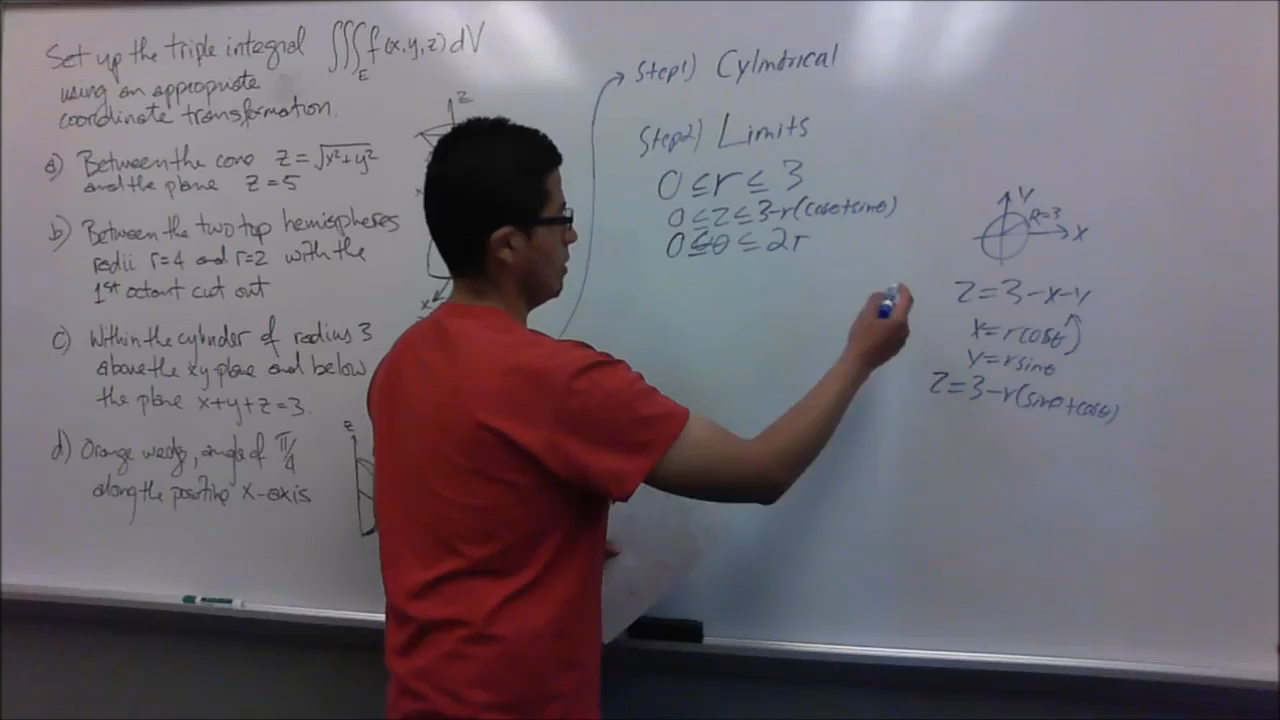 Set up the triple integral ∭_E f(x,y,z) dV
using an appropriate
coordinate transformation.
a) Between the cone z = √x²+y²
and the plane z=5
b) Between the two top hemispheres
radii r=4 and r=2 with the
1st octant cut out
c) Within the cylinder of radius 3
above the xy-plane and below
the plane x+y+z=3.
d) Orange wedge, angle of π/4
along the positive x-axis
z
x
z
Step1) Cylindrical
Step2) Limits
0 ≤ r ≤ 3
0 ≤ z ≤ 3-r(cosθ+sinθ)
0 ≤ θ ≤ 2π
Y
R=3
X
z = 3-x-y
x=rcosθ
y=rsinθ
z=3-r(sinθ+cosθ)